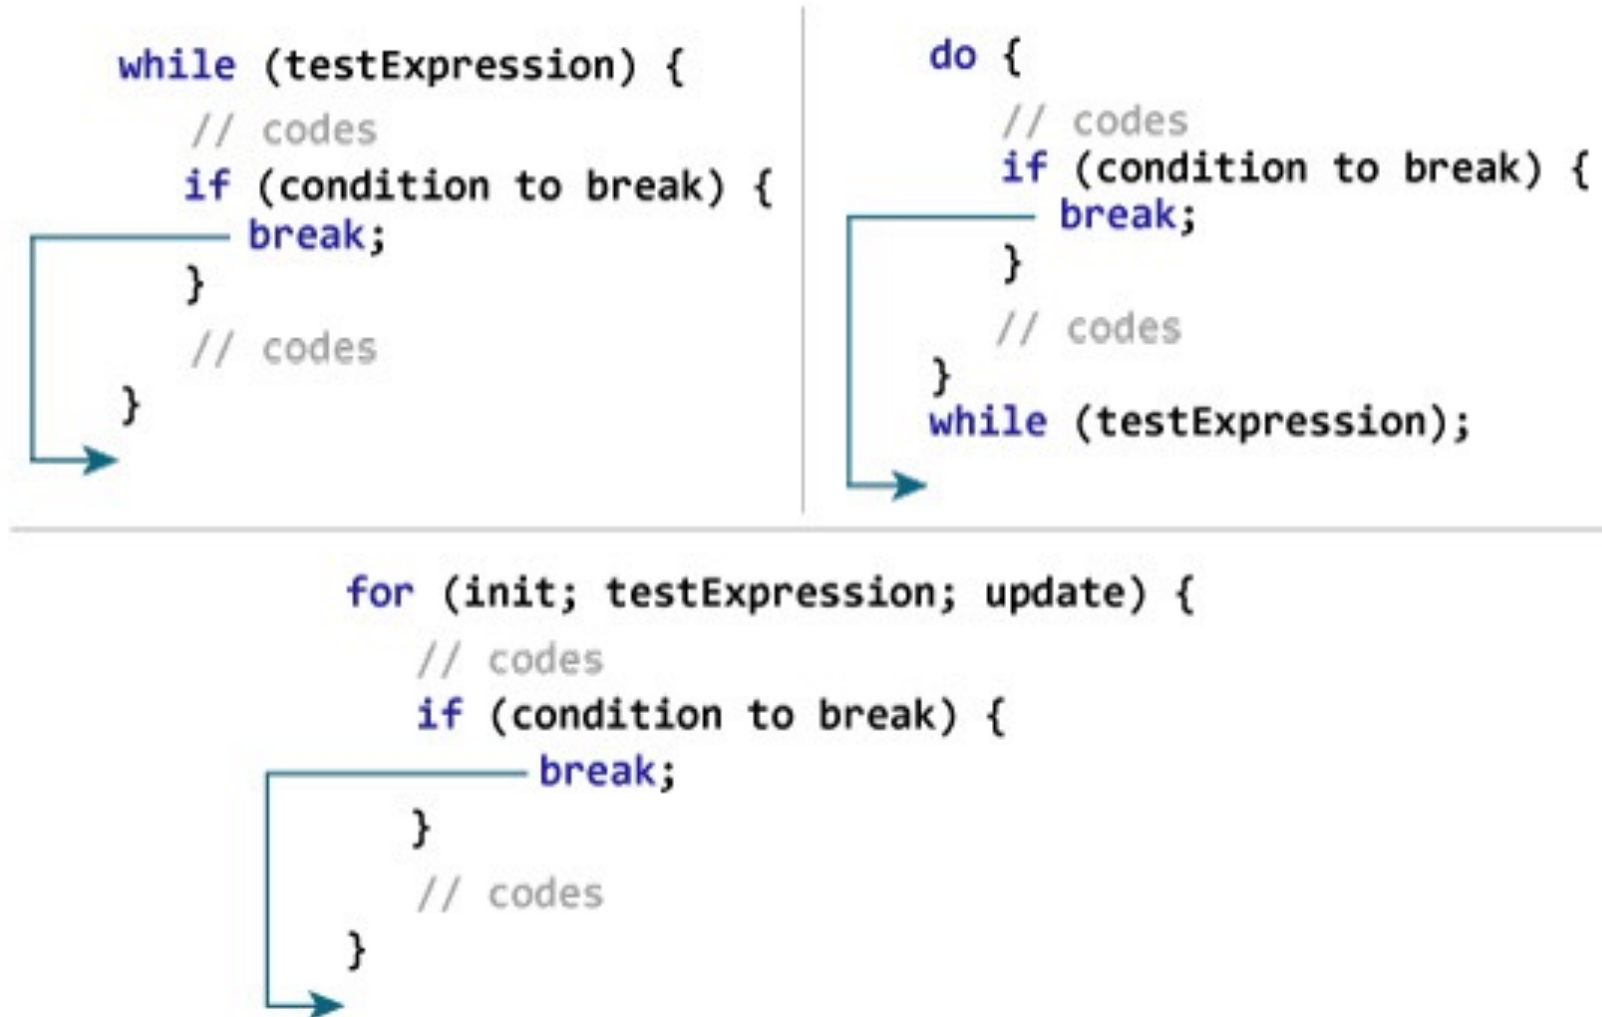 while (testExpression) {
// codes
if (condition to break) {
break;
}
// codes
}
do {
// codes
if (condition to break) {
break;
}
// codes
}
while (testExpression);
for (init; testExpression; update) {
// codes
if (condition to break) {
break;
}
// codes
}